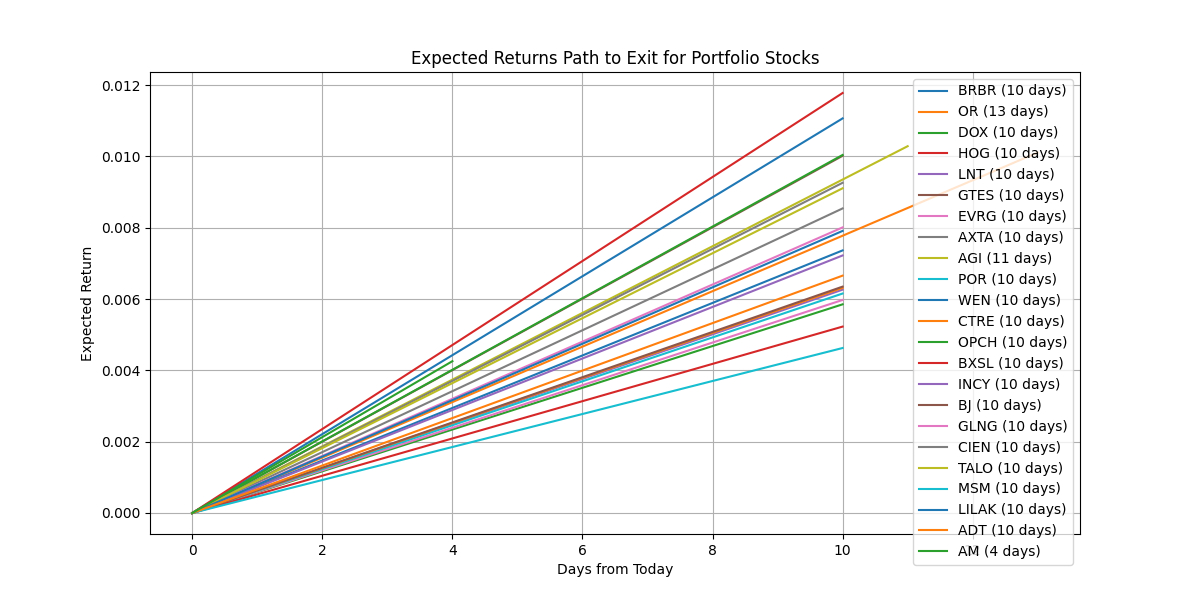 Expected Returns Path to Exit for Portfolio Stocks
Expected Return
0.012
0.010
0.008
0.006
0.004
0.002
0.000
0 2 4 6 8 10
Days from Today
BRBR (10 days)
OR (13 days)
DOX (10 days)
HOG (10 days)
LNT (10 days)
GTES (10 days)
EVRG (10 days)
AXTA (10 days)
AGI (11 days)
POR (10 days)
WEN (10 days)
CTRE (10 days)
OPCH (10 days)
BXSL (10 days)
INCY (10 days)
BJ (10 days)
GLNG (10 days)
CIEN (10 days)
TALO (10 days)
MSM (10 days)
LILAK (10 days)
ADT (10 days)
AM (4 days)